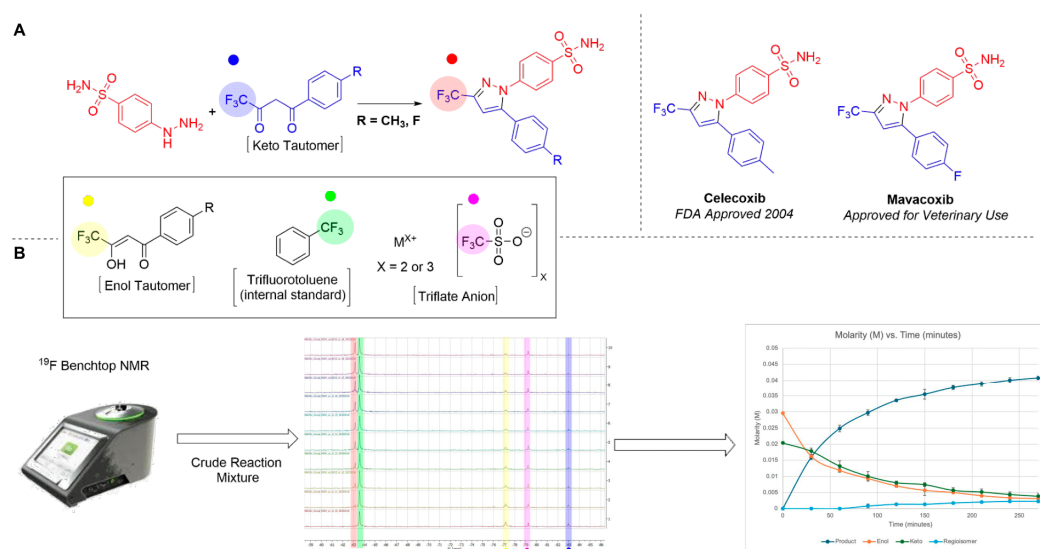 A
H₂N
O
S
O
N
H
NH₂
+
F₃C
O
O
R
[Keto Tautomer]
R = CH₃, F
F₃C
N
N
O
S
O
NH₂
R
F₃C
N
N
O
S
O
NH₂
Celecoxib
FDA Approved 2004
F₃C
N
N
O
S
O
NH₂
F
Mavacoxib
Approved for Veterinary Use
B
F₃C
OH
O
R
[Enol Tautomer]
CF₃
Trifluorotoluene
(internal standard)
Mˣ⁺
X = 2 or 3
F₃C
O
S
O
O
⊖
X
[Triflate Anion]
¹⁹F Benchtop NMR
Crude Reaction
Mixture
Molarity (M) vs. Time (minutes)
Molarity (M)
0.05
0.045
0.04
0.035
0.03
0.025
0.02
0.015
0.01
0.005
0
0 50 100 150 200 250
Time (minutes)
Product Enol Keto Regioisomer